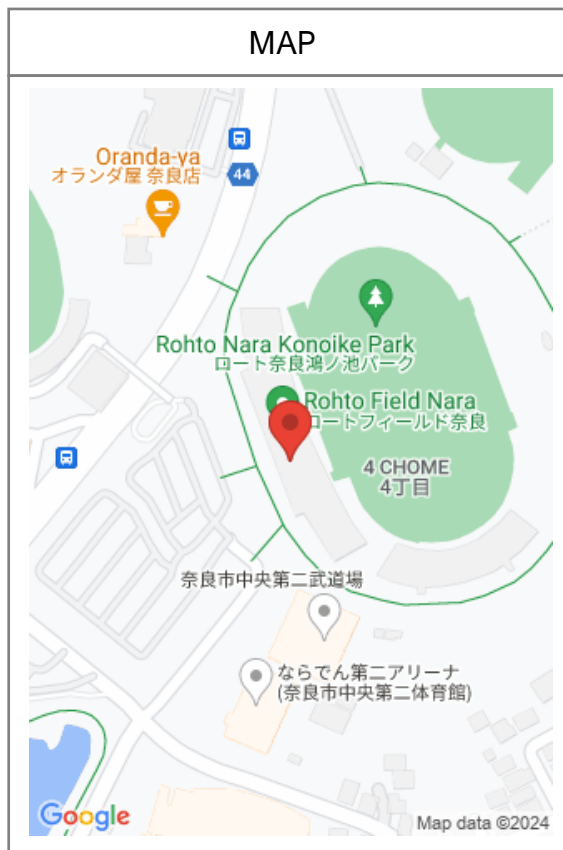 MAP
Oranda-ya
オランダ屋 奈良店
44
Rohto Nara Konoike Park
ロート奈良鴻ノ池パーク
Rohto Field Nara
ロートフィールド奈良
4 CHOME
4丁目
奈良市中央第二武道場
ならでん第二アリーナ
(奈良市中央第二体育館)
Google
Map data ©2024